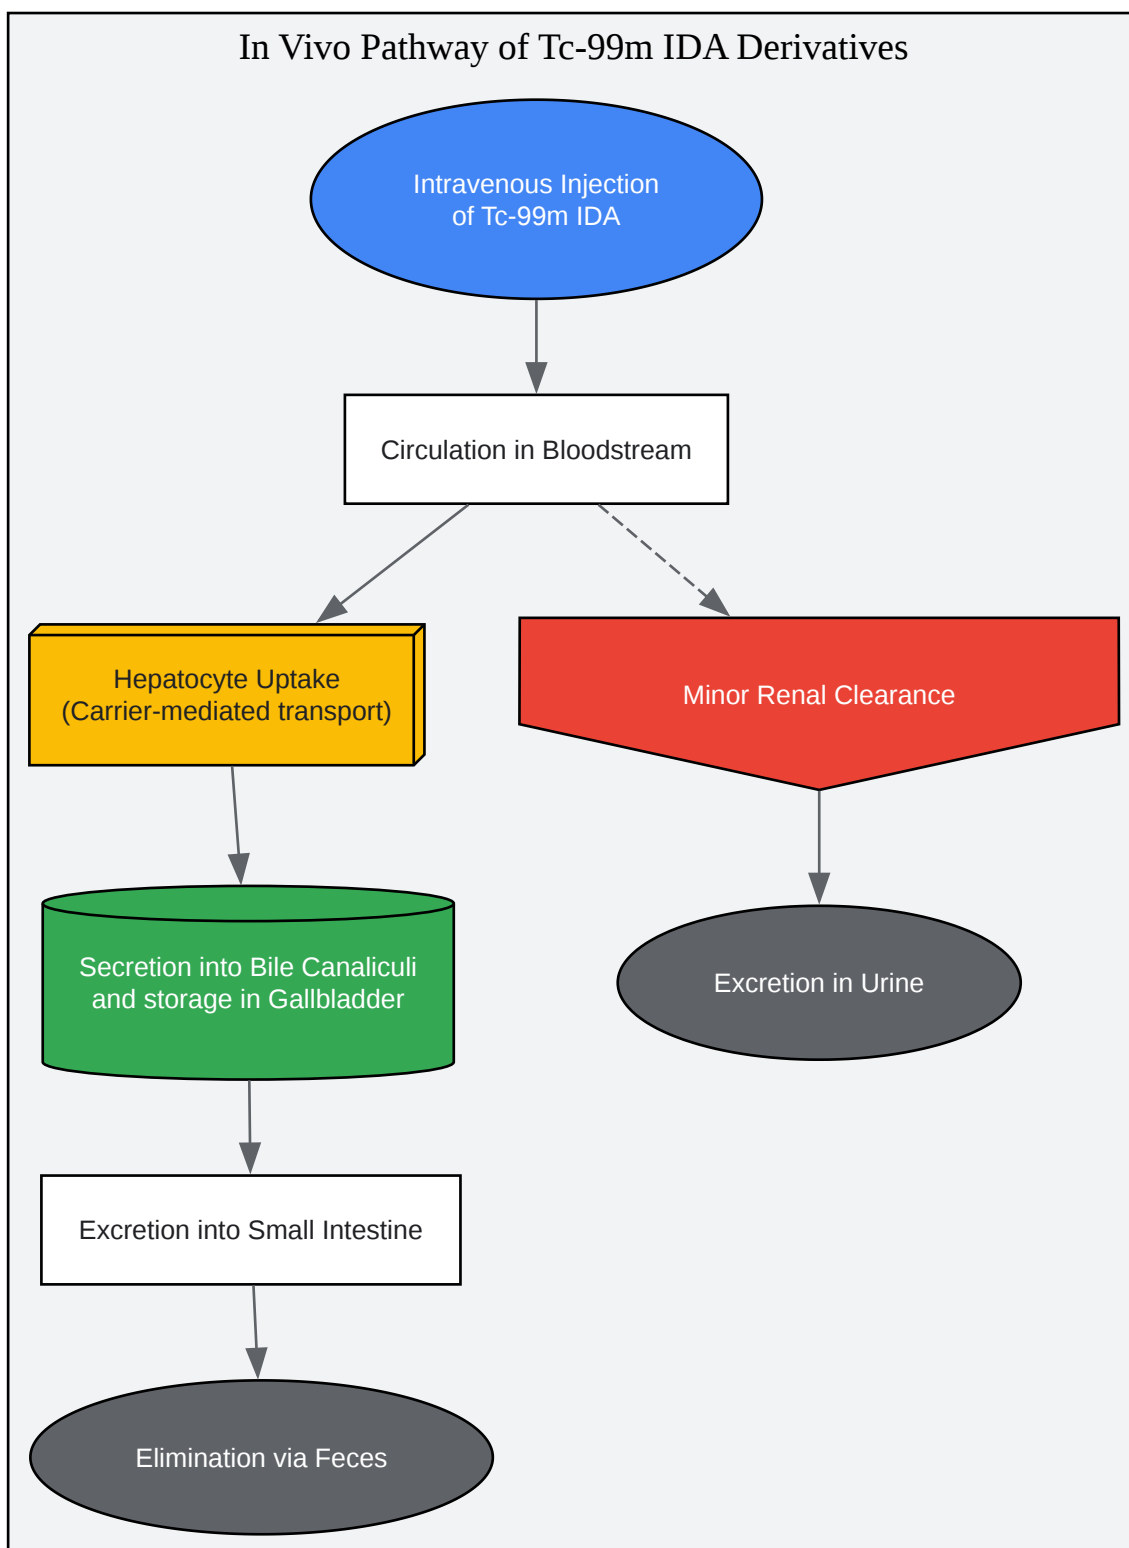 In Vivo Pathway of Tc-99m IDA Derivatives
Intravenous Injection
of Tc-99m IDA
Circulation in Bloodstream
Hepatocyte Uptake
(Carrier-mediated transport)
Minor Renal Clearance
Secretion into Bile Canaliculi
and storage in Gallbladder
Excretion in Urine
Excretion into Small Intestine
Elimination via Feces